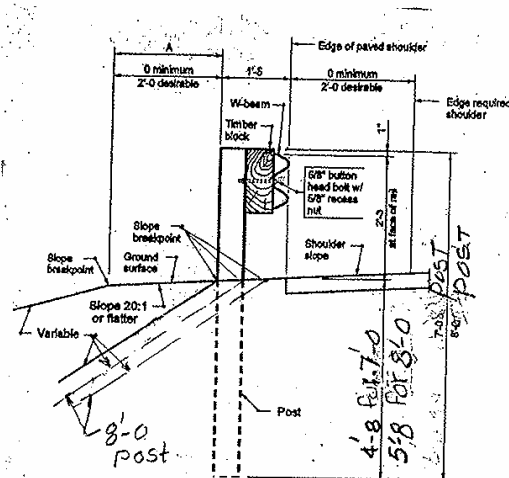 A
Edge of paved shoulder
0 minimum
2'-0 desirable
1'-6
0 minimum
2'-0 desirable
Edge required
shoulder
W-beam
Timber
block
1"
5/8" button
head bolt w/
5/8" recess
nut
2'-3
at face of rail
Slope
breakpoint
Shoulder
slope
Slope
breakpoint
Ground
surface
Slope 20:1
or flatter
Variable
7'-0 POST
8'-0 POST
Post
8'-0
post
4'-8 for 7'-0
5'-8 for 8'-0